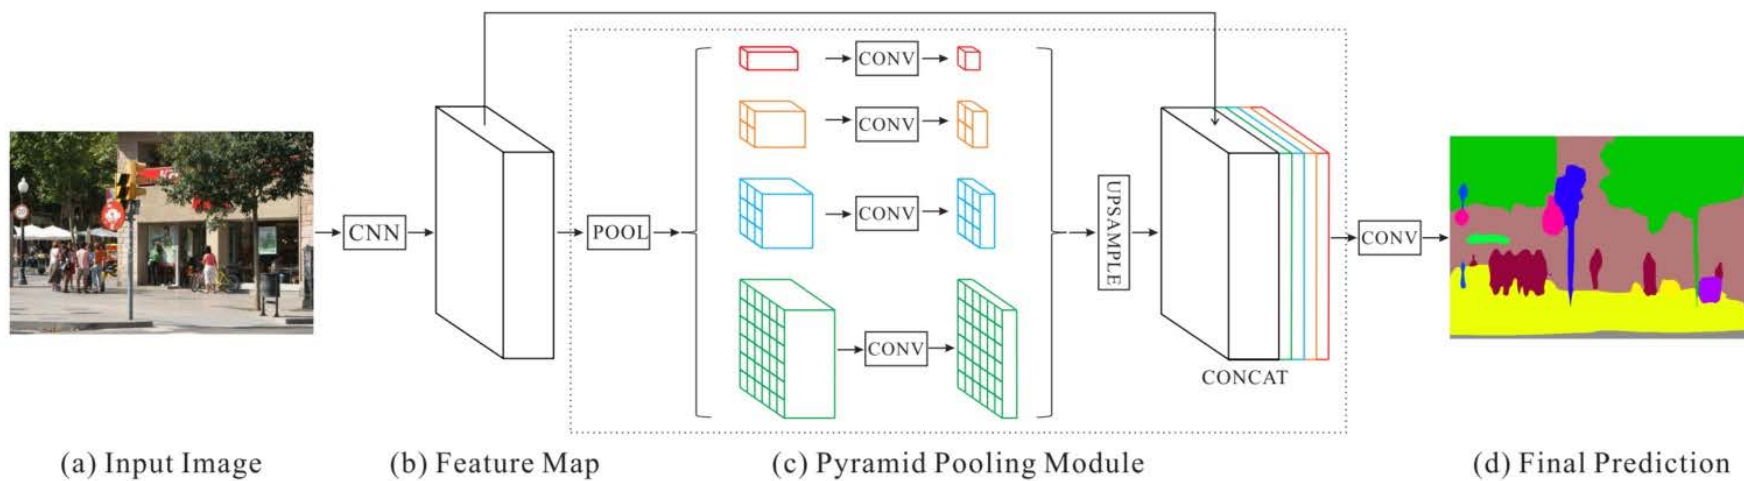 CNN
POOL
CONV
CONV
CONV
CONV
UPSAMPLE
CONCAT
CONV
(a) Input Image
(b) Feature Map
(c) Pyramid Pooling Module
(d) Final Prediction